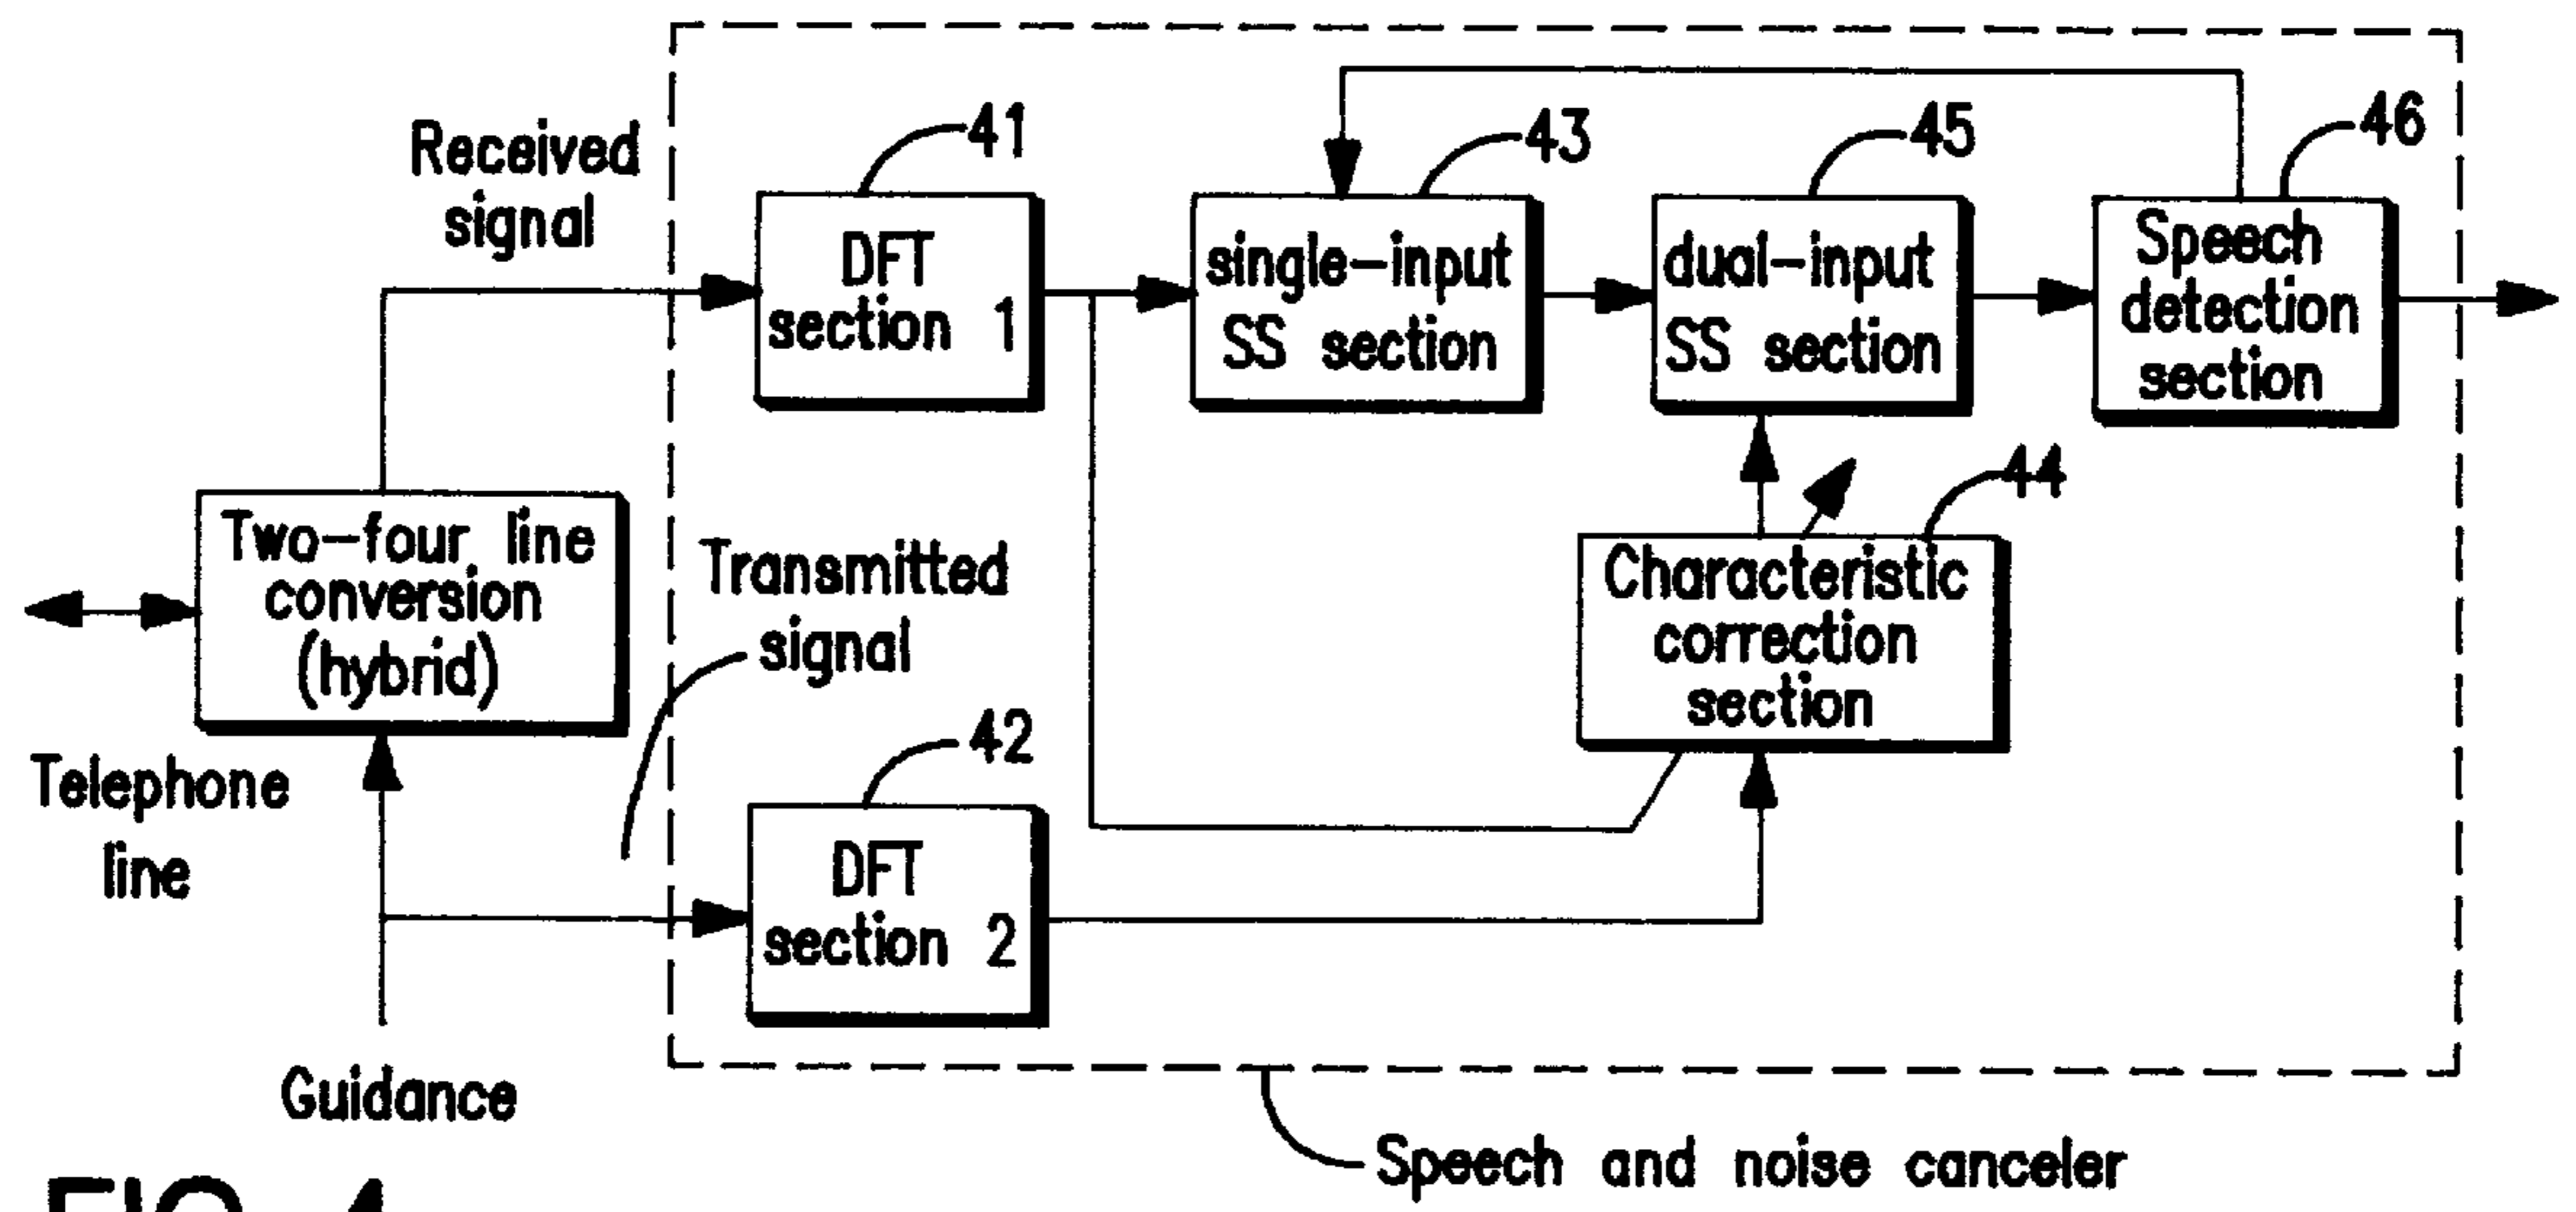 Received
signal
41
43
45
46
DFT
section 1
single-input
SS section
dual-input
SS section
Speech
detection
section
Two-four line
conversion
(hybrid)
Transmitted
signal
44
Characteristic
correction
section
Telephone
line
42
DFT
section 2
Guidance
Speech and noise canceler